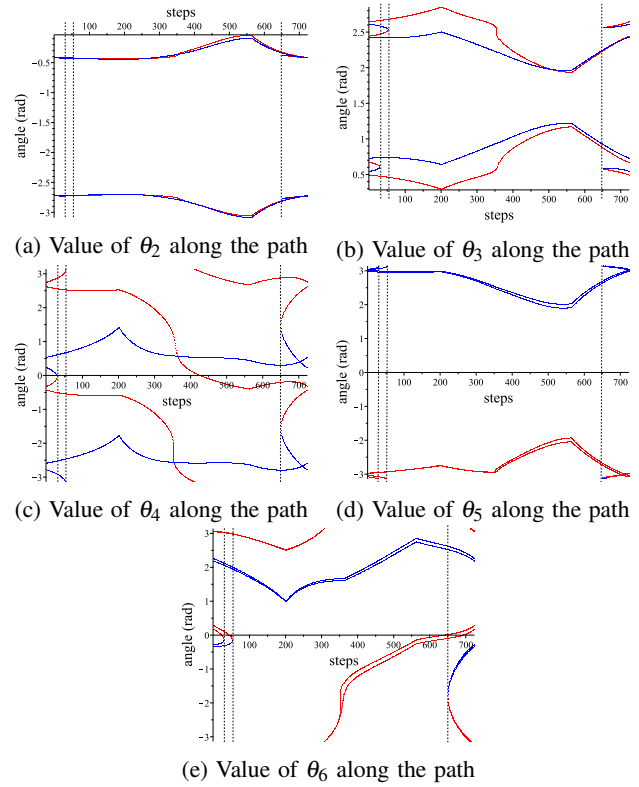 steps
100 200 300 400 500 600 700
-0.5
-1
-1.5
-2
-2.5
-3
angle (rad)
(a) Value of θ2 along the path
2.5
2
1.5
1
0.5
angle (rad)
100 200 300 400 500 600 700
steps
(b) Value of θ3 along the path
3
2
1
0
-1
-2
-3
angle (rad)
100 200 300 400 500 600 700
steps
(c) Value of θ4 along the path
3
2
1
0
-1
-2
-3
angle (rad)
100 200 300 400 500 600 700
steps
(d) Value of θ5 along the path
3
2
1
0
-1
-2
-3
angle (rad)
100 200 300 400 500 600 700
steps
(e) Value of θ6 along the path